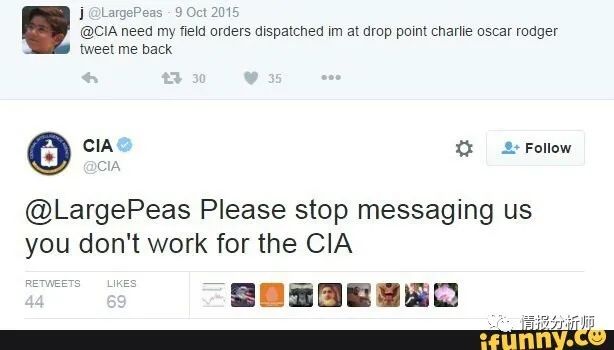 j @LargePeas · 9 Oct 2015
@CIA need my field orders dispatched im at drop point charlie oscar rodger
tweet me back
30
35
CIA
@CIA
Follow
@LargePeas Please stop messaging us
you don't work for the CIA
RETWEETS
44
LIKES
69
情报分析师
ifunny.co